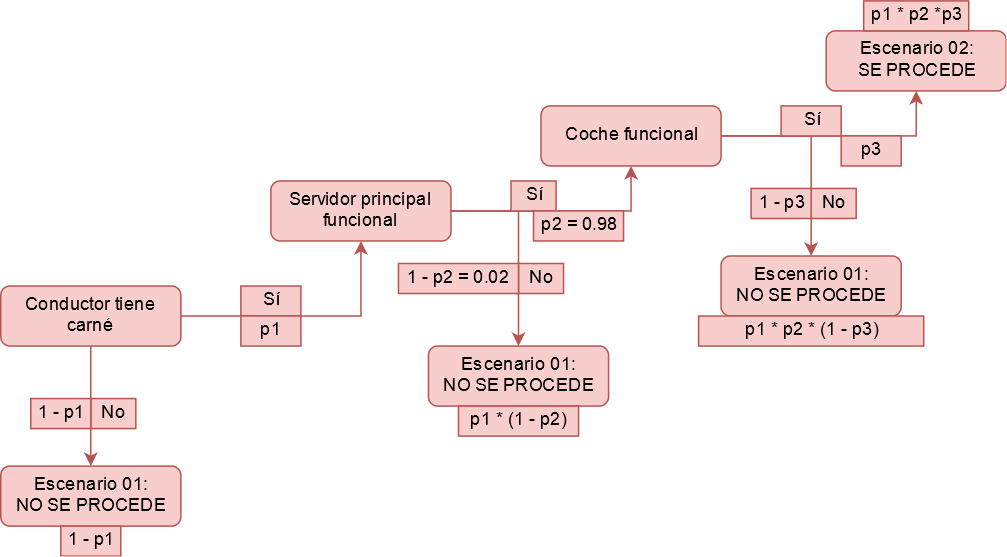 Conductor tiene
carné
Sí
p1
1 - p1
No
Escenario 01:
NO SE PROCEDE
1 - p1
Servidor principal
funcional
Sí
p2 = 0.98
1 - p2 = 0.02
No
Escenario 01:
NO SE PROCEDE
p1 * (1 - p2)
Coche funcional
Sí
p3
1 - p3
No
Escenario 01:
NO SE PROCEDE
p1 * p2 * (1 - p3)
p1 * p2 *p3
Escenario 02:
SE PROCEDE